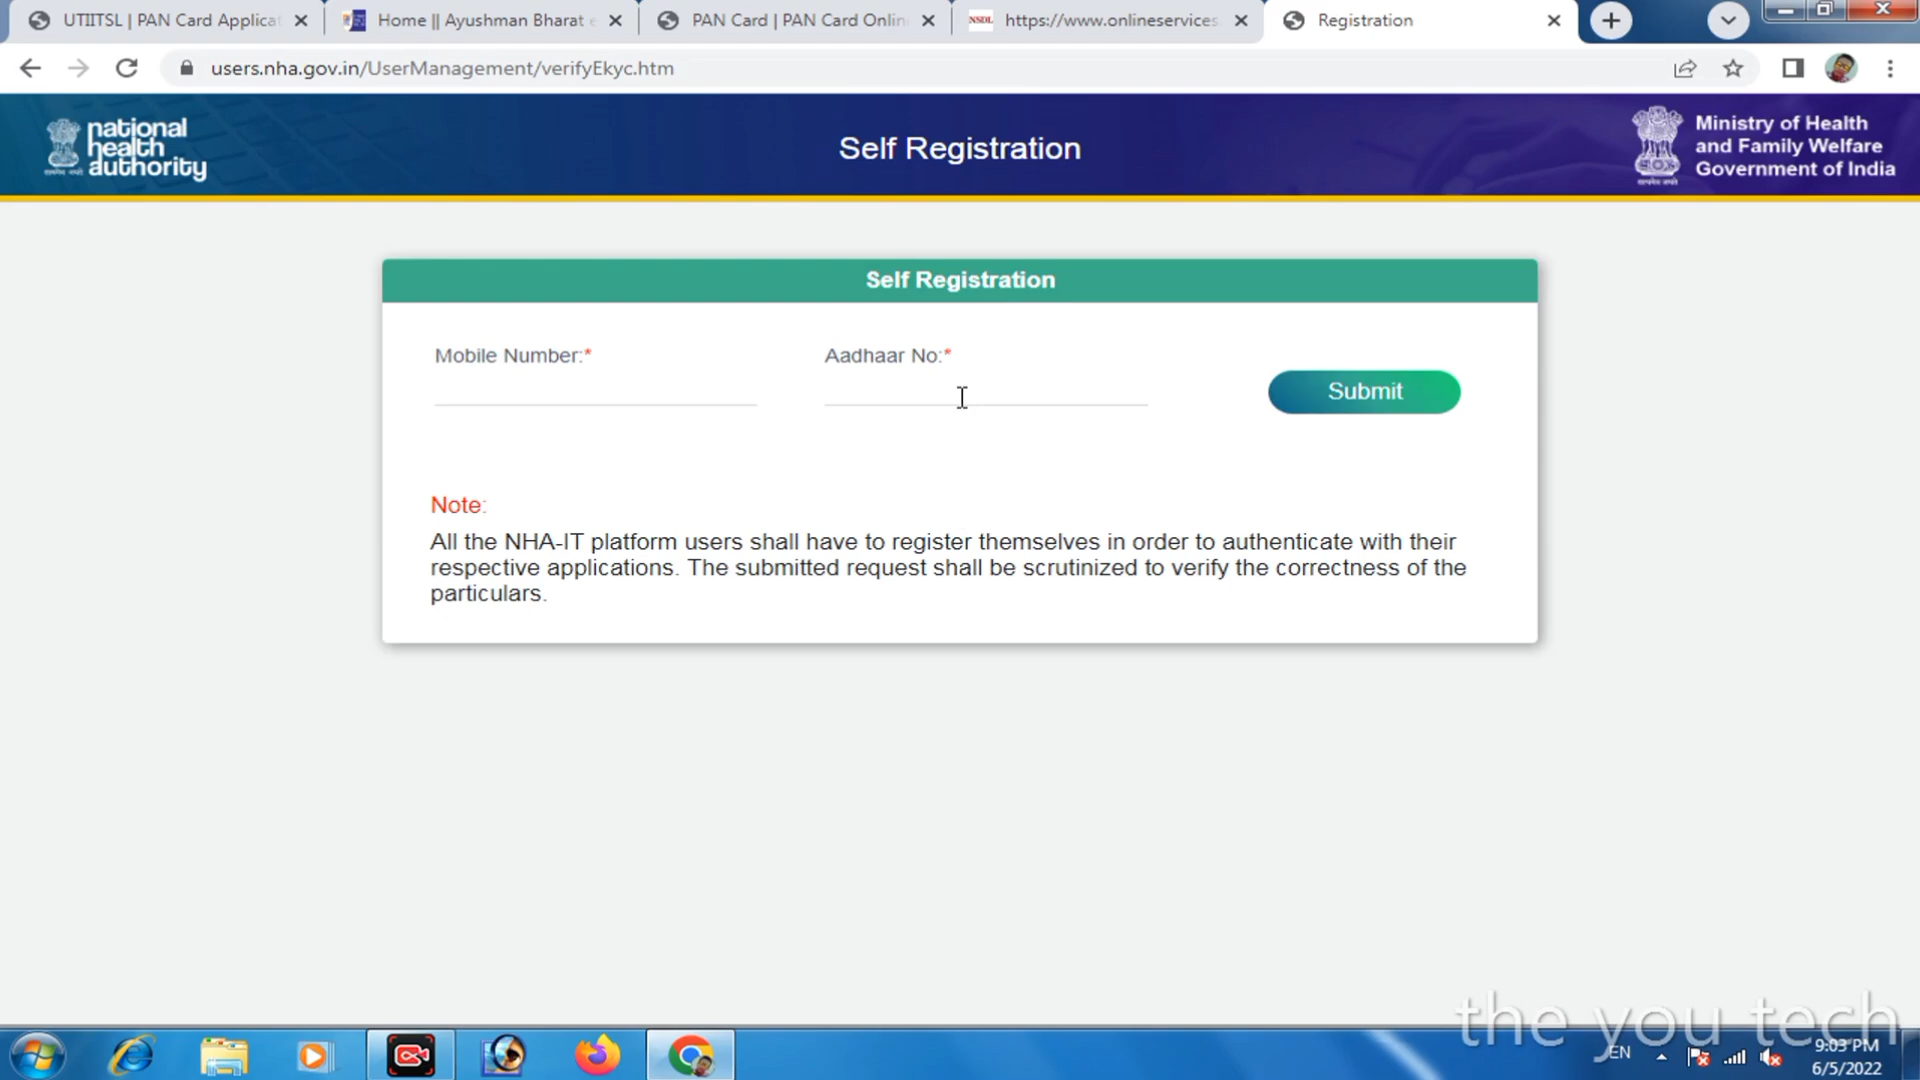 UTIITSL | PAN Card Applicat
Home || Ayushman Bharat e
PAN Card | PAN Card Onlin
NSDL https://www.onlineservices.
Registration
users.nha.gov.in/UserManagement/verifyEkyc.htm
national
health
authority
Self Registration
Ministry of Health
and Family Welfare
Government of India
Self Registration
Mobile Number:*
Aadhaar No:*
Submit
Note:
All the NHA-IT platform users shall have to register themselves in order to authenticate with their
respective applications. The submitted request shall be scrutinized to verify the correctness of the
particulars.
the you tech
EN
9:03 PM
6/5/2022